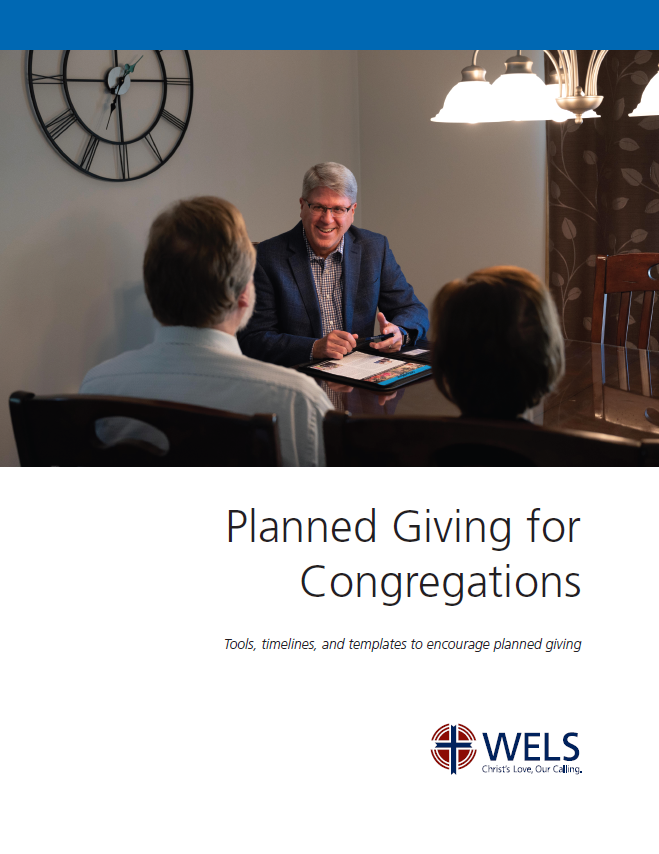 Planned Giving for
Congregations
Tools, timelines, and templates to encourage planned giving
WELS
Christ's Love, Our Calling.